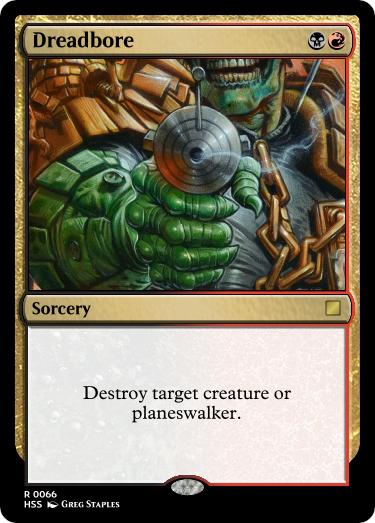 Dreadbore
Sorcery
Destroy target creature or
planeswalker.
R 0066
HSS Greg Staples